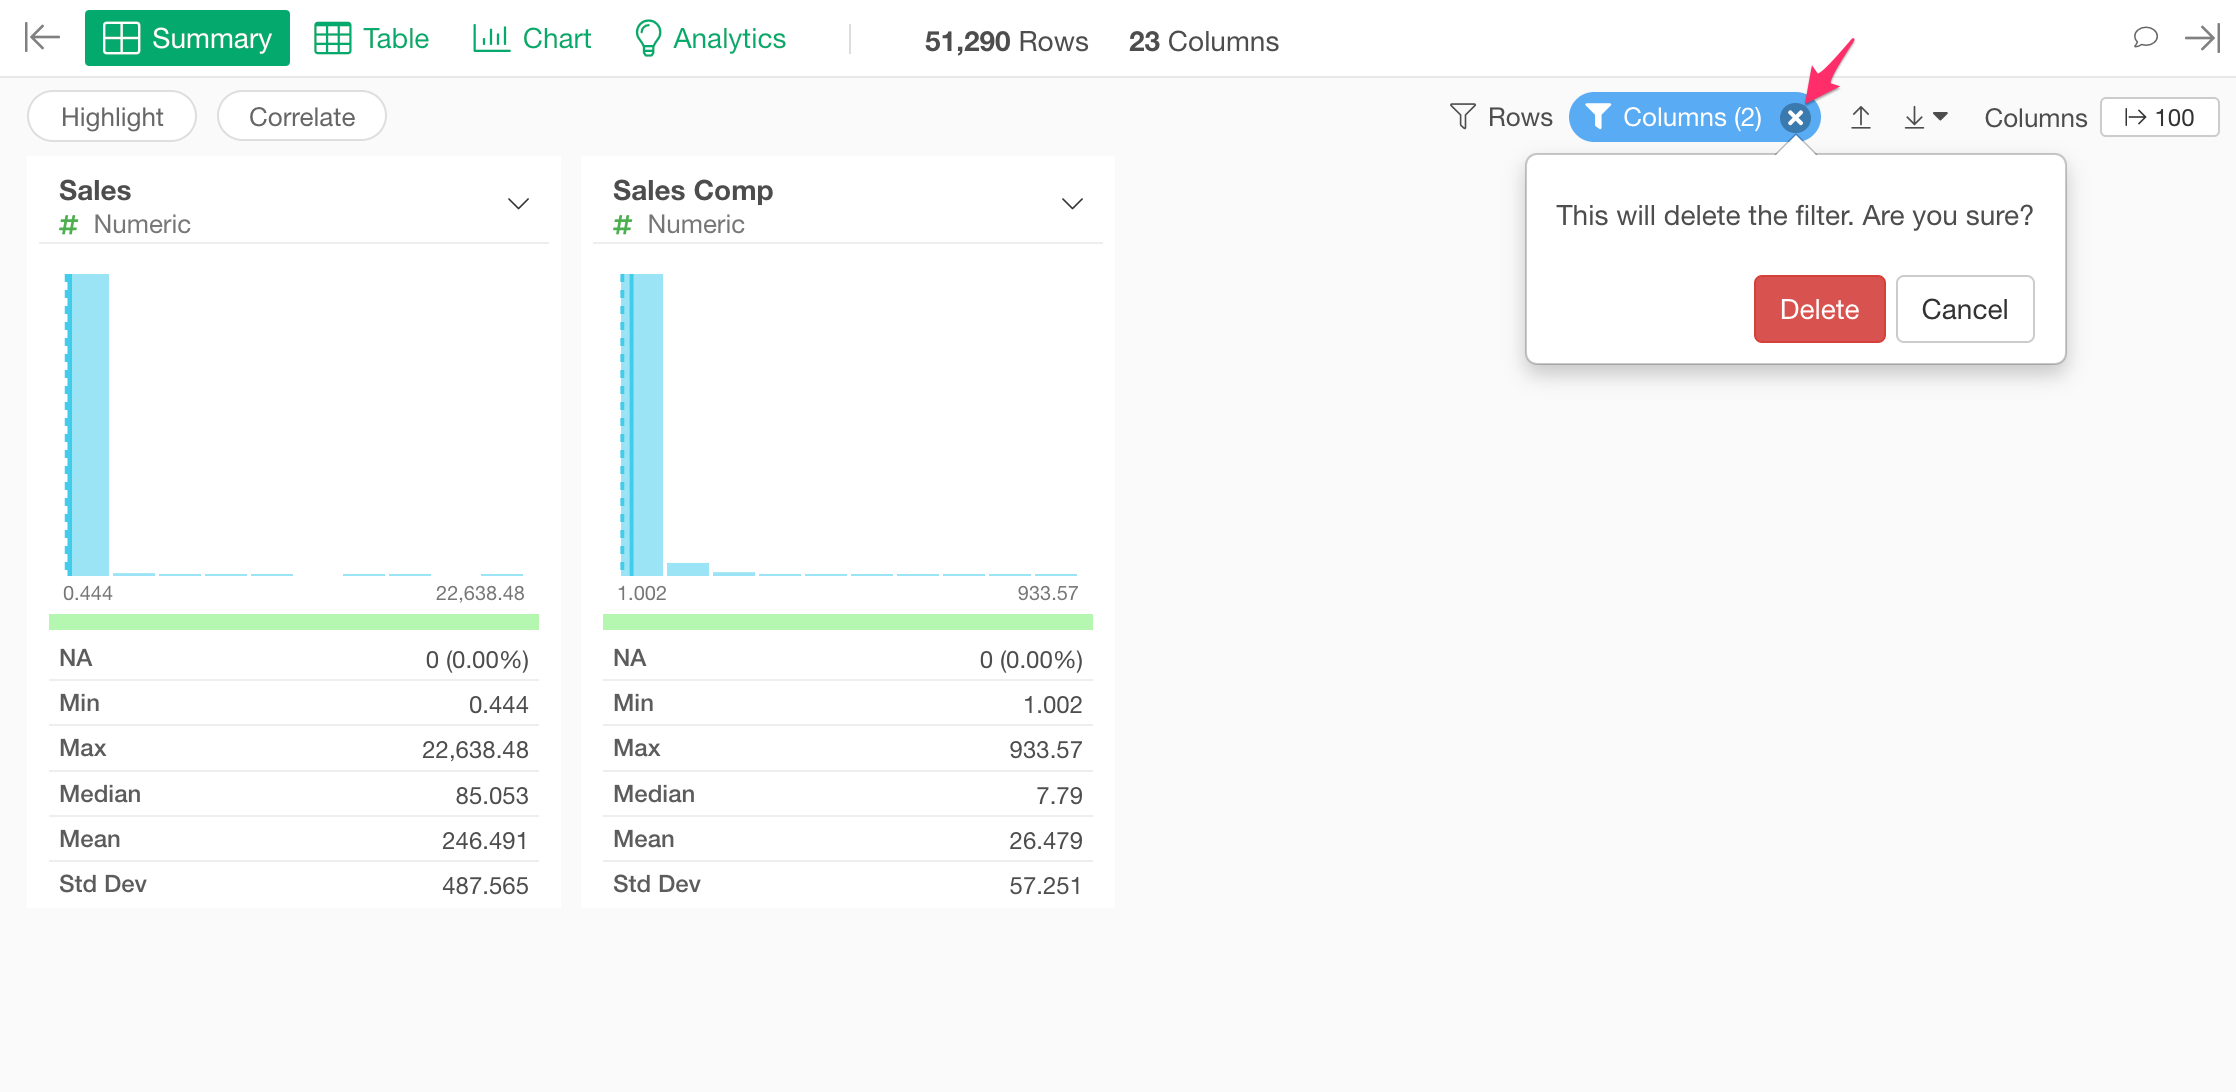 Summary Table Chart Analytics 51,290 Rows 23 Columns
Highlight Correlate Rows Columns (2) Columns 100
This will delete the filter. Are you sure?
Delete Cancel
Sales
# Numeric
0.444 22,638.48
NA 0 (0.00%)
Min 0.444
Max 22,638.48
Median 85.053
Mean 246.491
Std Dev 487.565
Sales Comp
# Numeric
1.002 933.57
NA 0 (0.00%)
Min 1.002
Max 933.57
Median 7.79
Mean 26.479
Std Dev 57.251